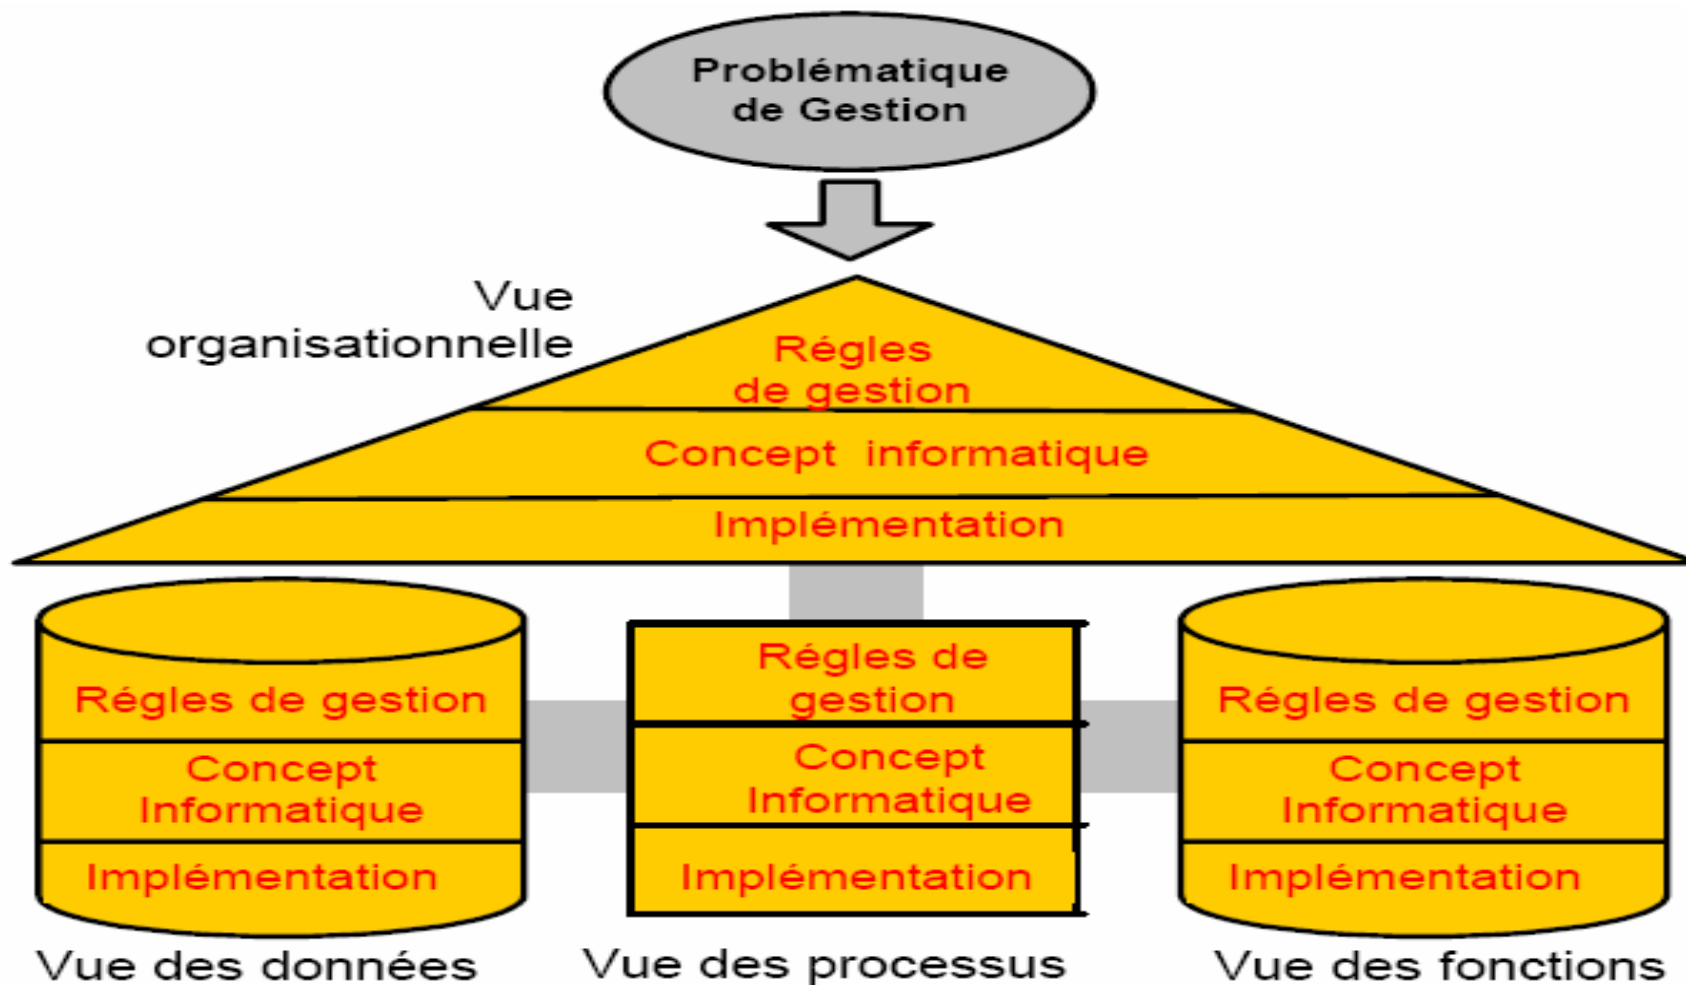 Problématique
de Gestion
Vue
organisationnelle
Régles
de gestion
Concept informatique
Implémentation
Régles de gestion
Concept
Informatique
Implémentation
Vue des données
Régles de
gestion
Concept
Informatique
Implémentation
Vue des processus
Régles de gestion
Concept
Informatique
Implémentation
Vue des fonctions